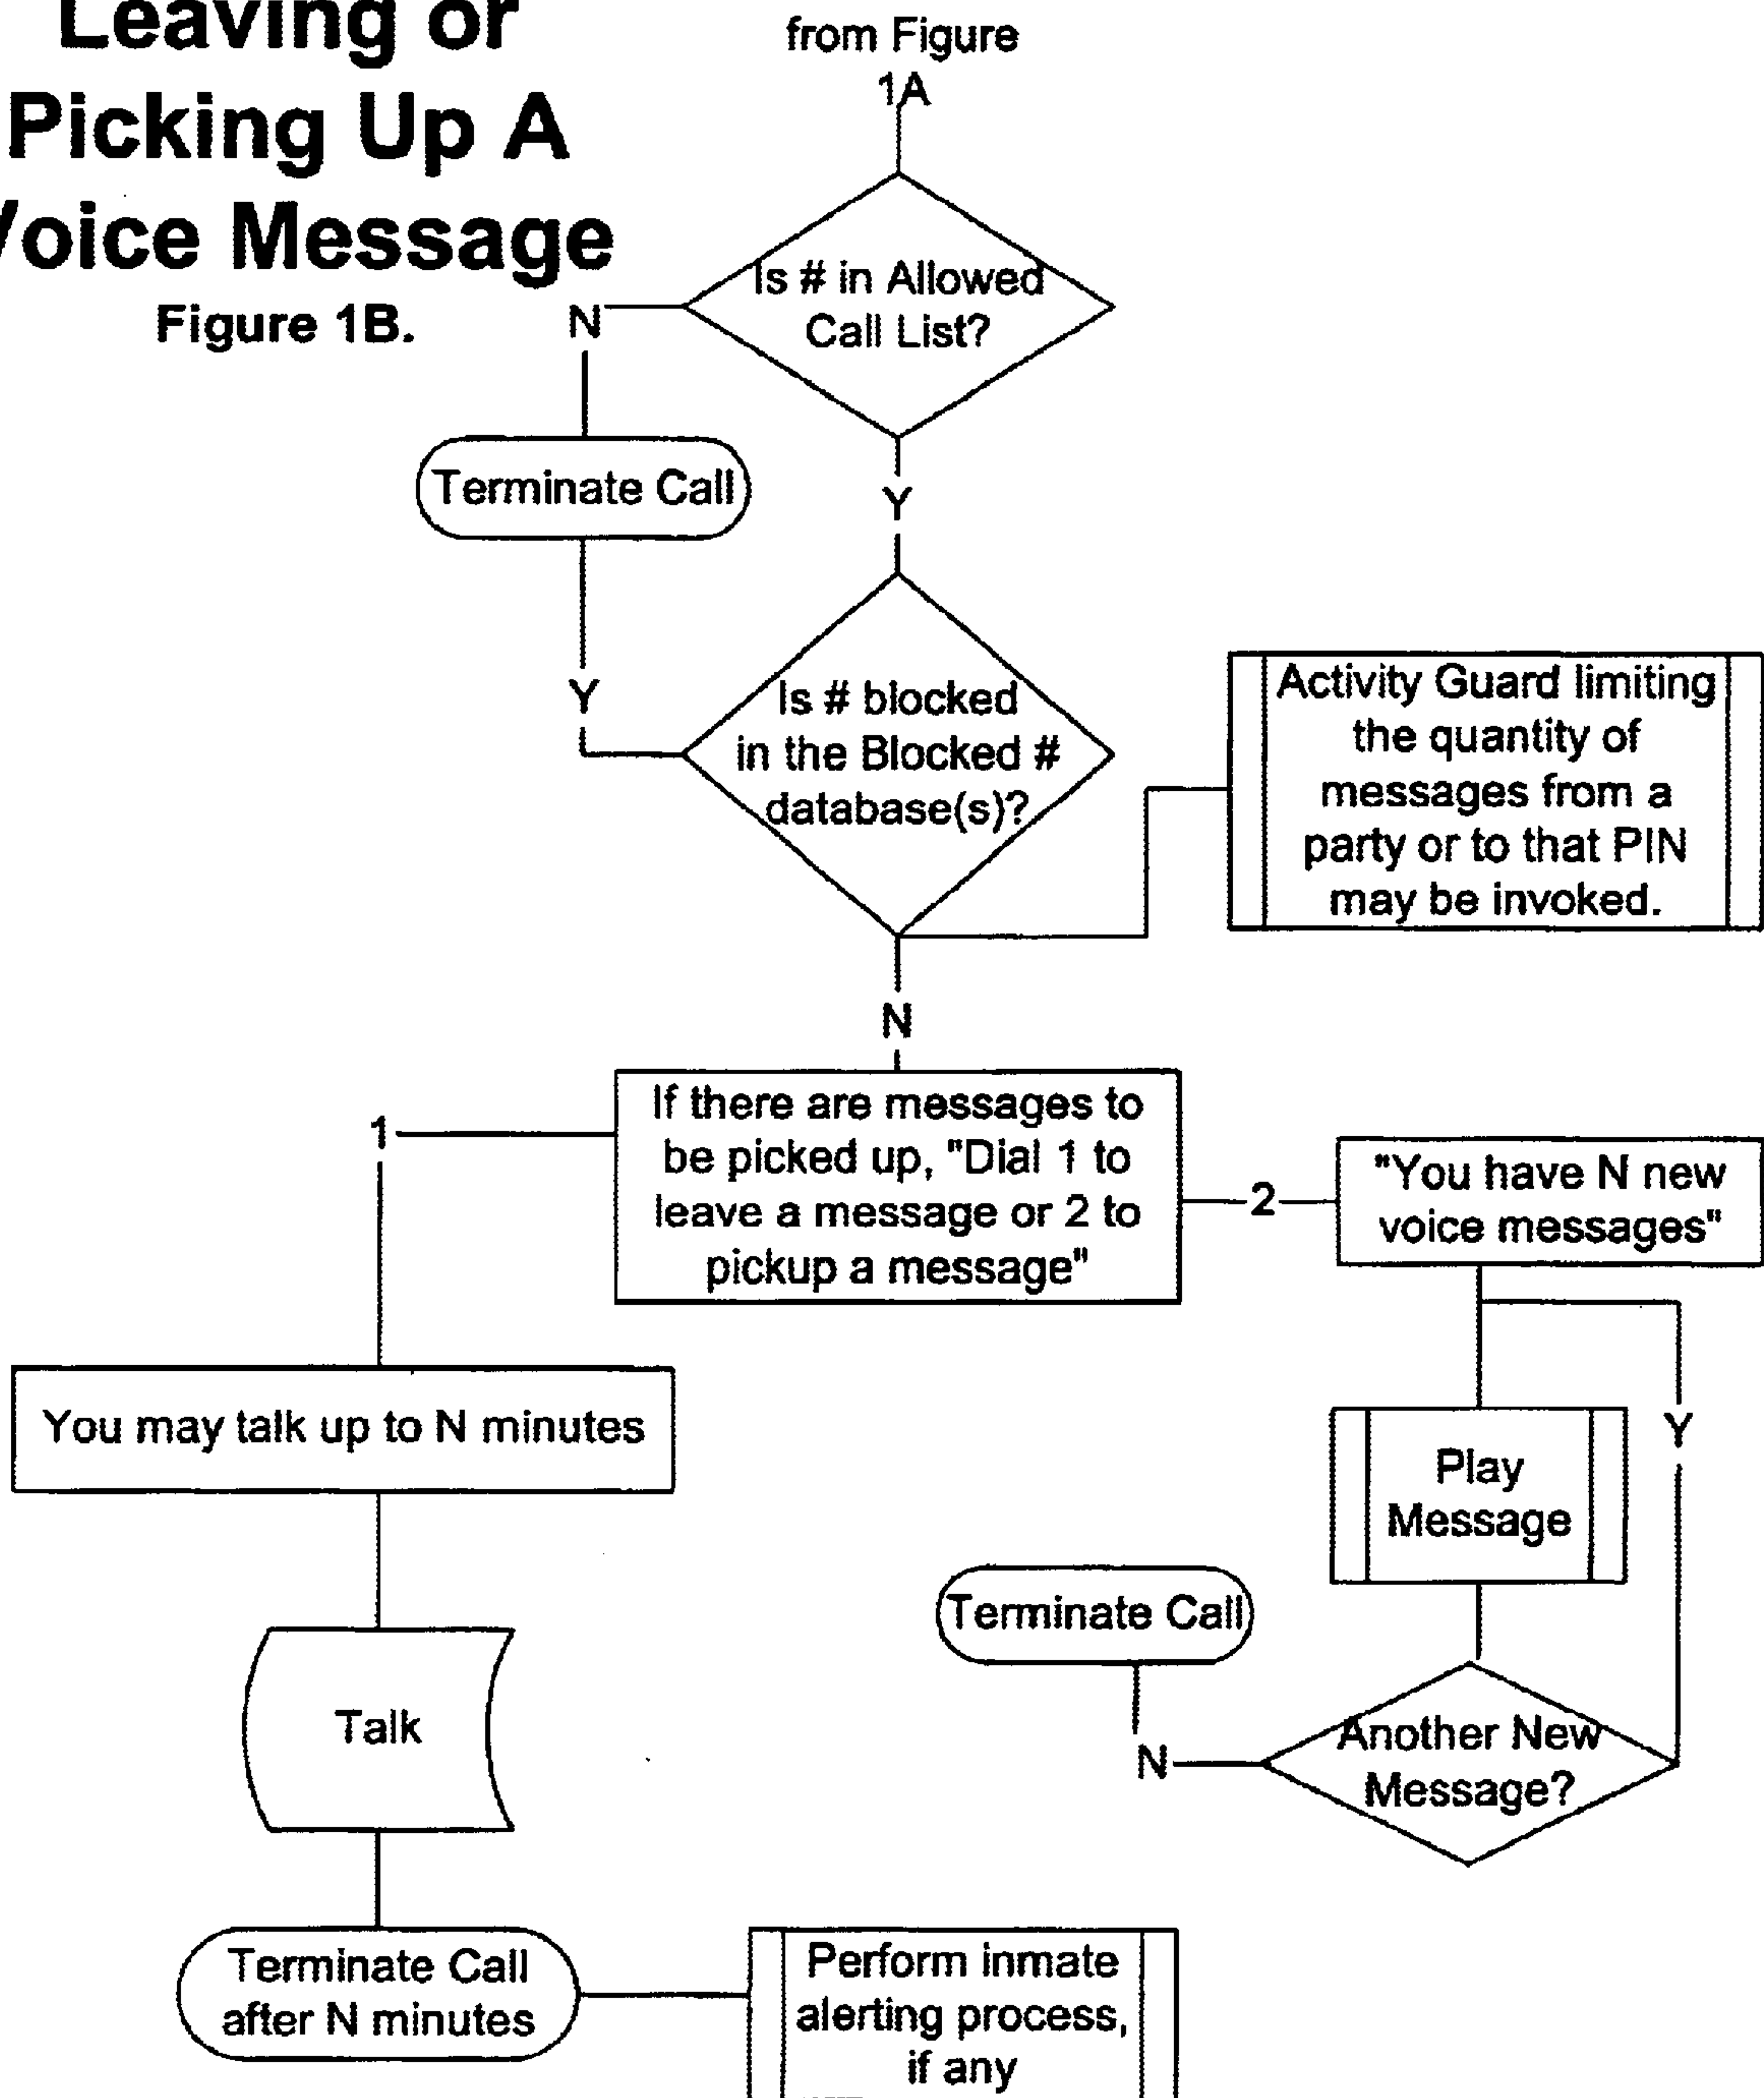 Leaving or
Picking Up A
Voice Message
Figure 1B.
from Figure
1A
Is # in Allowed
Call List?
N
Terminate Call
Y
Y
Is # blocked
in the Blocked #
database(s)?
Activity Guard limiting
the quantity of
messages from a
party or to that PIN
may be invoked.
N
If there are messages to
be picked up, "Dial 1 to
leave a message or 2 to
pickup a message"
1
2
"You have N new
voice messages"
You may talk up to N minutes
Y
Play
Message
Terminate Call
Talk
Another New
Message?
N
Terminate Call
after N minutes
Perform inmate
alerting process,
if any